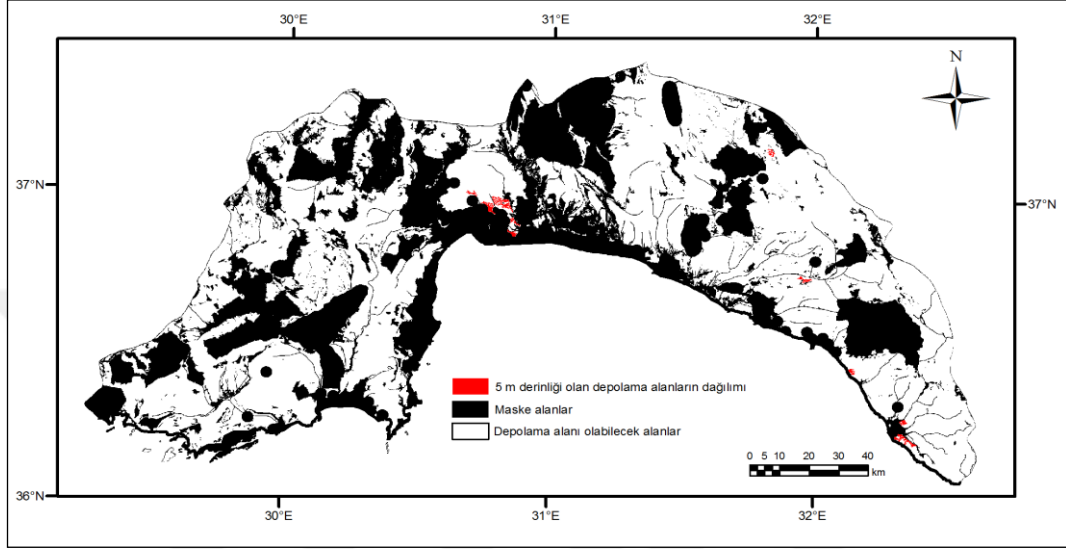 30°E 31°E 32°E
N
37°N
37°N
5 m derinliği olan depolama alanların dağılımı
Maske alanlar
Depolama alanı olabilecek alanlar
0 5 10 20 30 40
km
36°N
30°E 31°E 32°E